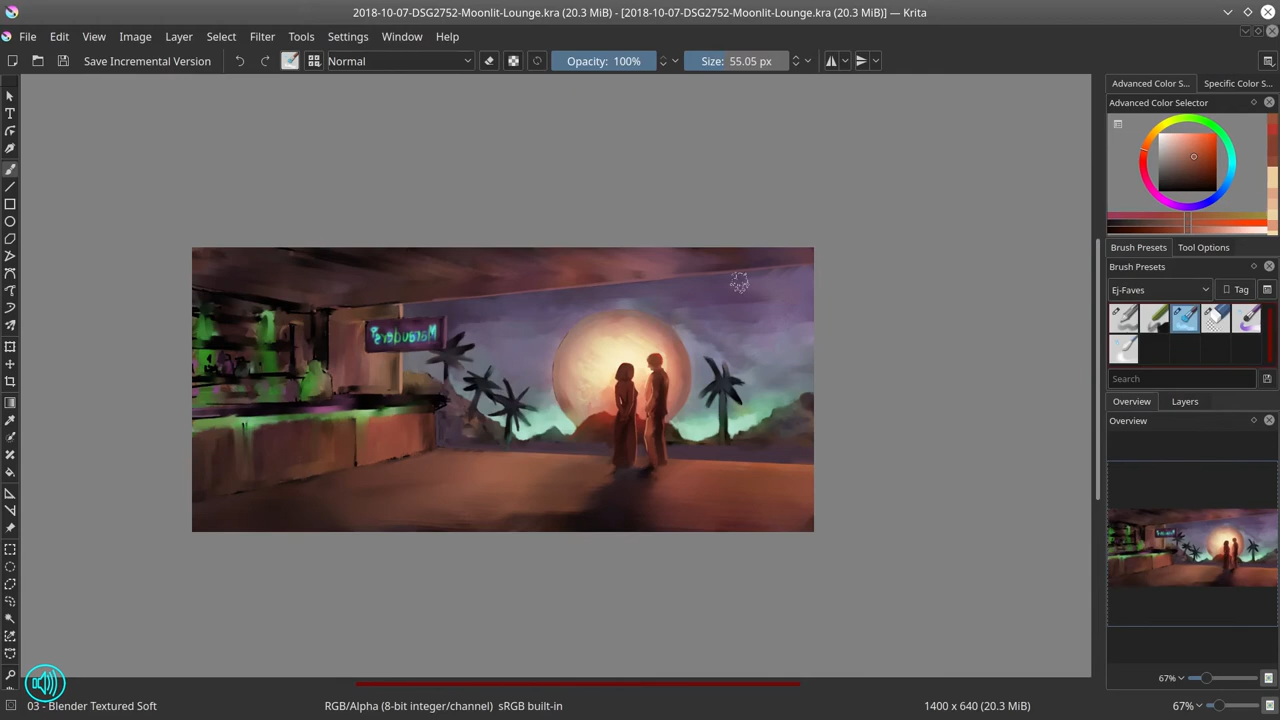 2018-10-07-DSG2752-Moonlit-Lounge.kra (20.3 MiB) - [2018-10-07-DSG2752-Moonlit-Lounge.kra (20.3 MiB)] — Krita
File Edit View Image Layer Select Filter Tools Settings Window Help
Save Incremental Version Normal Opacity: 100% Size: 55.05 px
Advanced Color S... Specific Color S...
Advanced Color Selector
Brush Presets Tool Options
Brush Presets
Ej-Faves Tag
Marauders
Search
Overview Layers
Overview
67%
03 - Blender Textured Soft RGB/Alpha (8-bit integer/channel) sRGB built-in 1400 x 640 (20.3 MiB) 67%